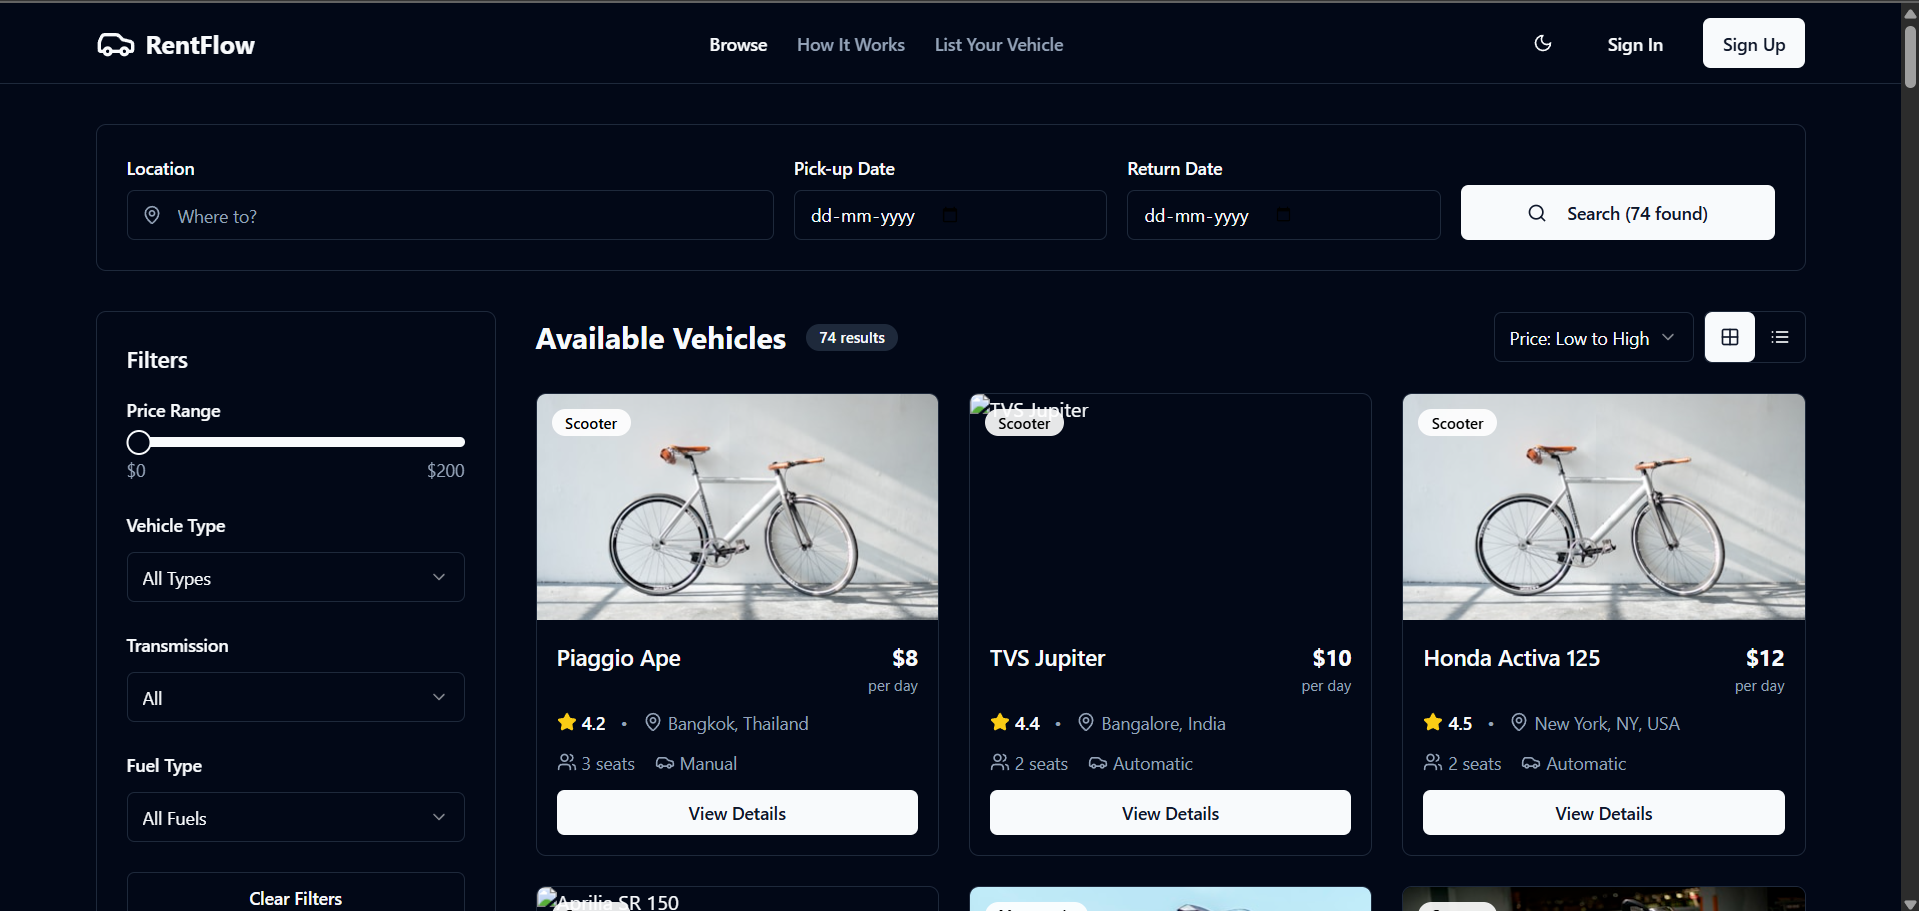 RentFlow
Browse
How It Works
List Your Vehicle
Sign In
Sign Up
Location
Where to?
Pick-up Date
dd-mm-yyyy
Return Date
dd-mm-yyyy
Search (74 found)
Filters
Price Range
$0
$200
Vehicle Type
All Types
Transmission
All
Fuel Type
All Fuels
Clear Filters
Available Vehicles
74 results
Price: Low to High
Scooter
Piaggio Ape
$8
per day
4.2 • Bangkok, Thailand
3 seats
Manual
View Details
TVS Jupiter
Scooter
TVS Jupiter
$10
per day
4.4 • Bangalore, India
2 seats
Automatic
View Details
Scooter
Honda Activa 125
$12
per day
4.5 • New York, NY, USA
2 seats
Automatic
View Details
Aprilia SR 150